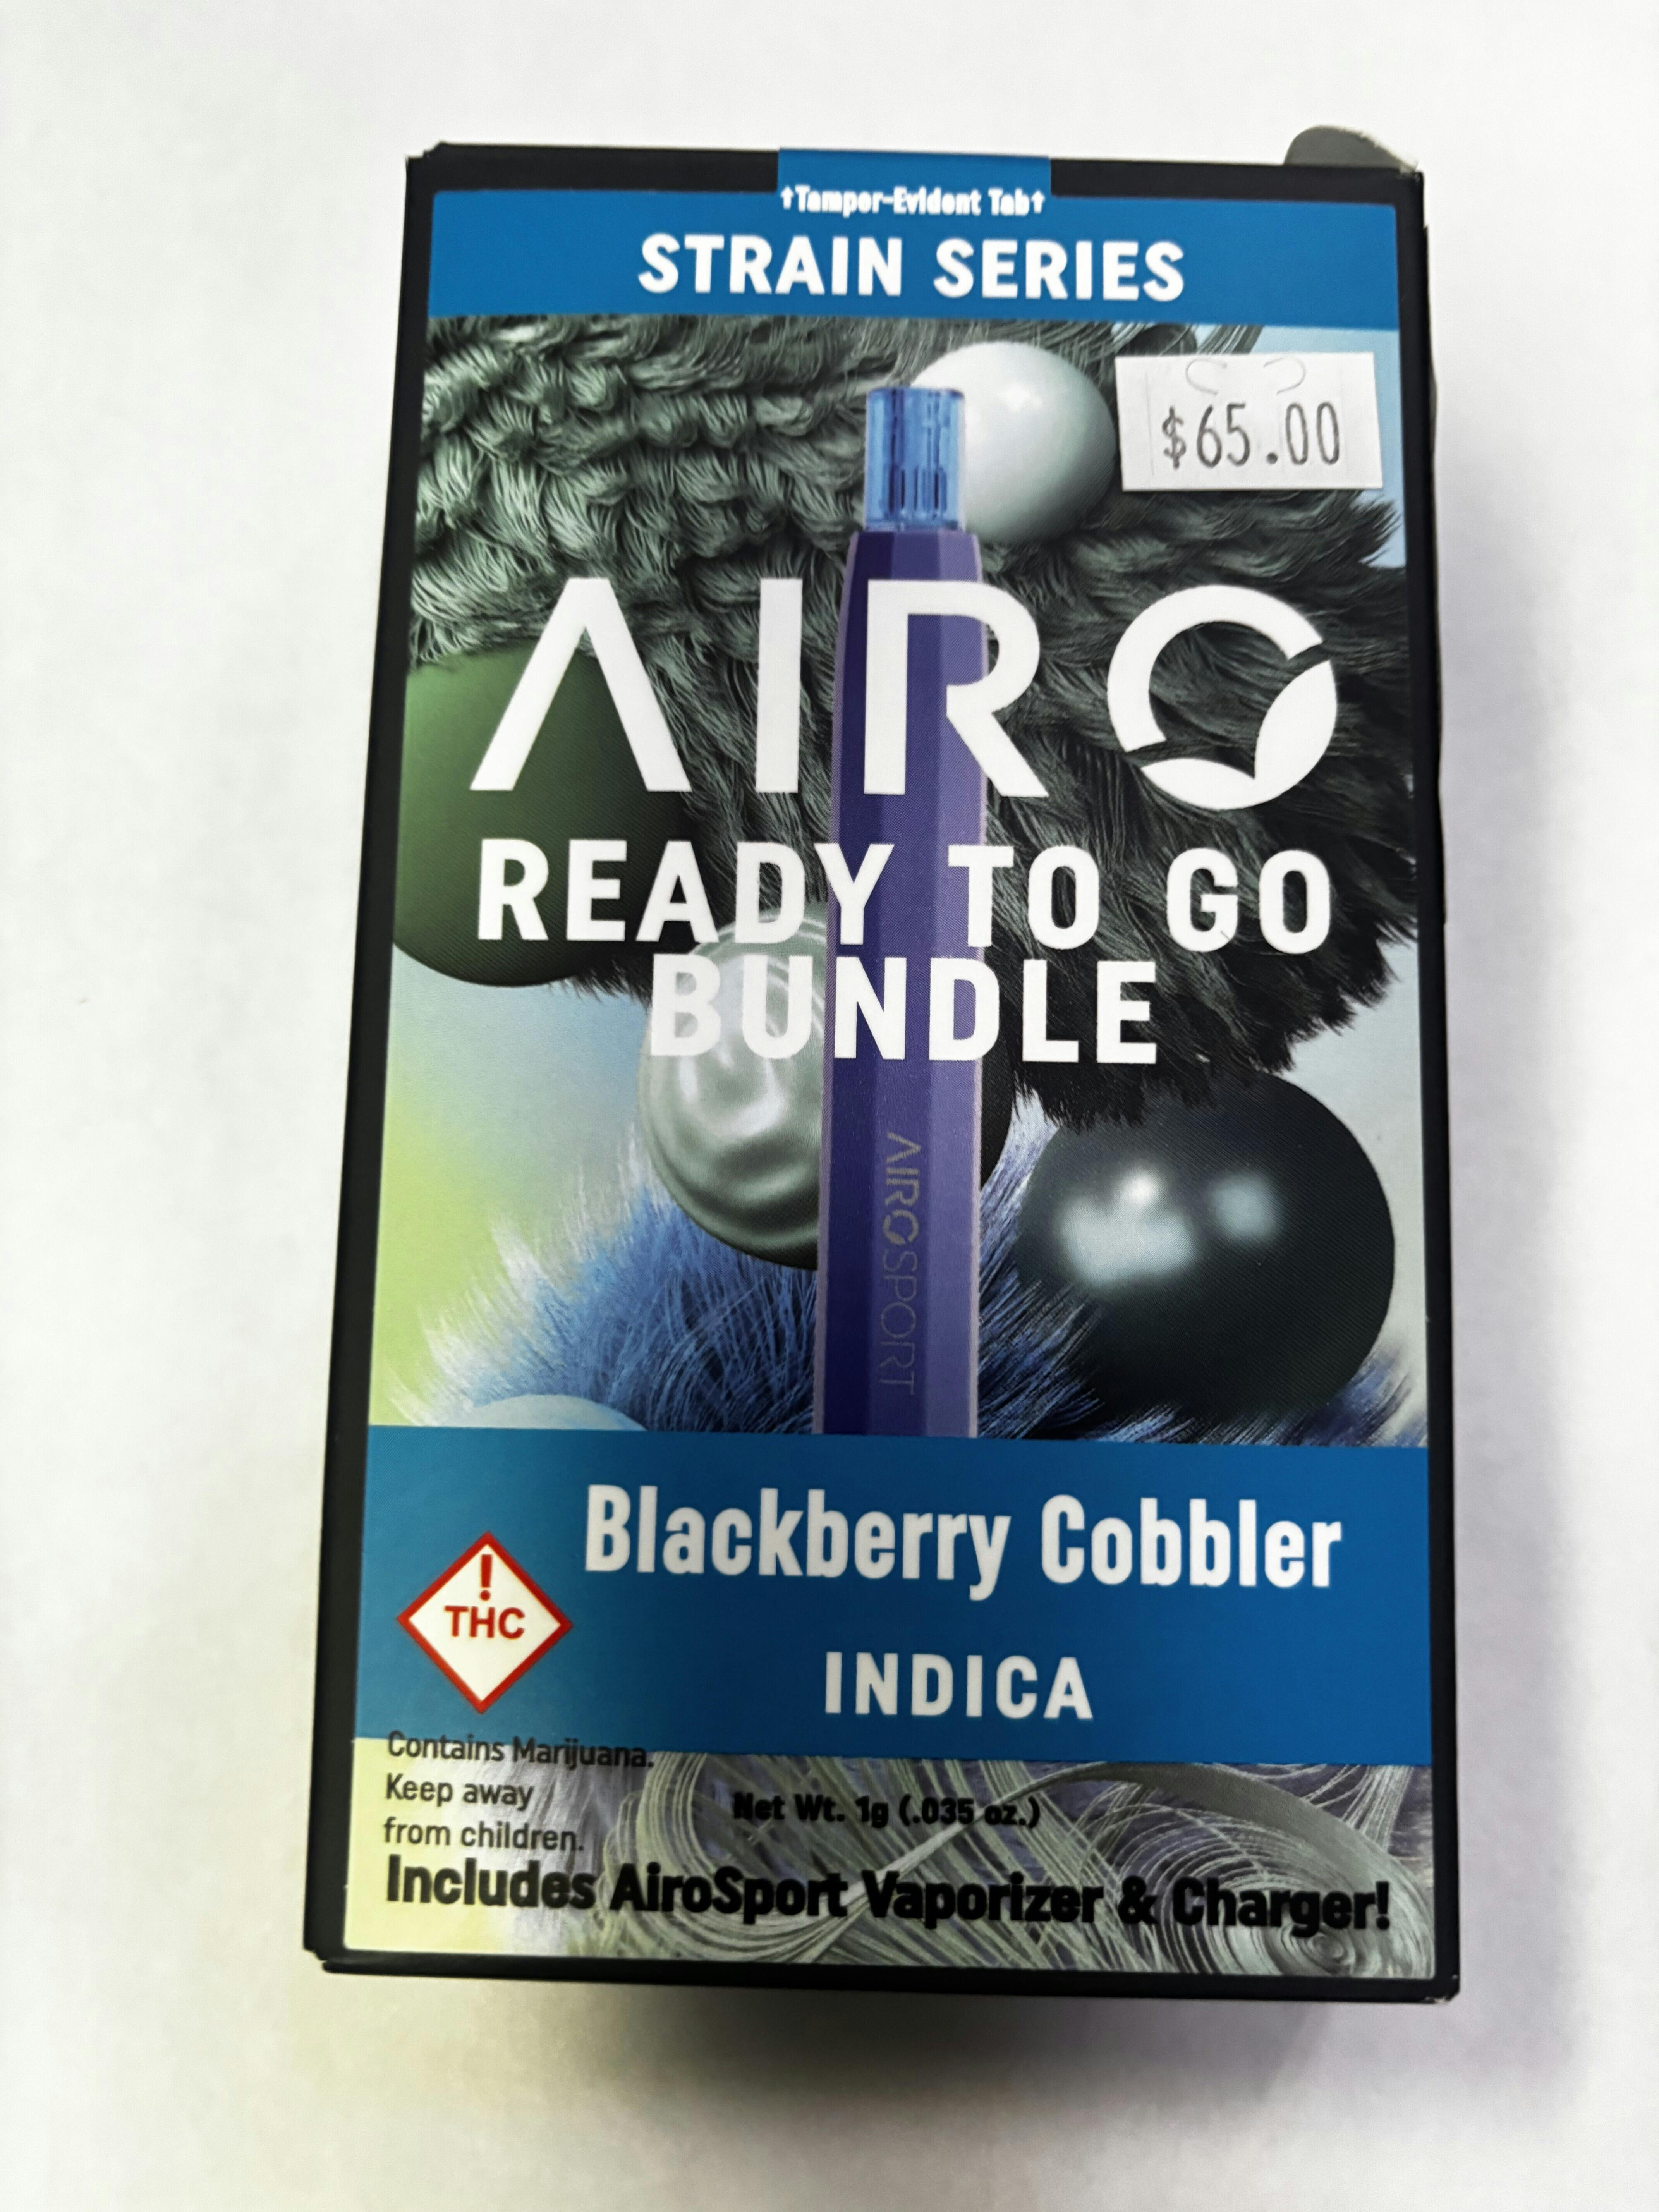 ↑Tamper-Evident Tab↑
STRAIN SERIES
$65.00
AIRO
READY TO GO
BUNDLE
AIROSPORT
Blackberry Cobbler
!
THC
INDICA
Contains Marijuana.
Keep away
from children.
Net Wt. 1g (.035 oz.)
Includes AiroSport Vaporizer & Charger!